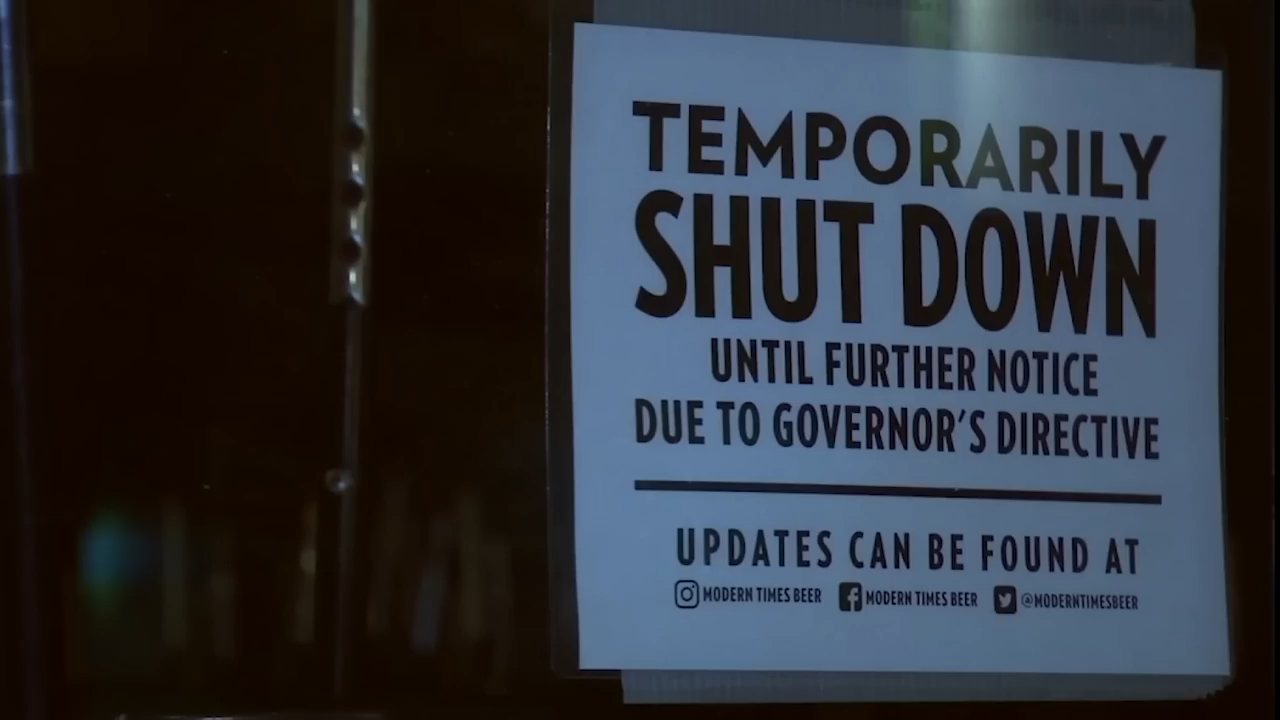 TEMPORARILY
SHUT DOWN
UNTIL FURTHER NOTICE
DUE TO GOVERNOR'S DIRECTIVE
UPDATES CAN BE FOUND AT
MODERN TIMES BEER MODERN TIMES BEER @MODERNTIMESBEER